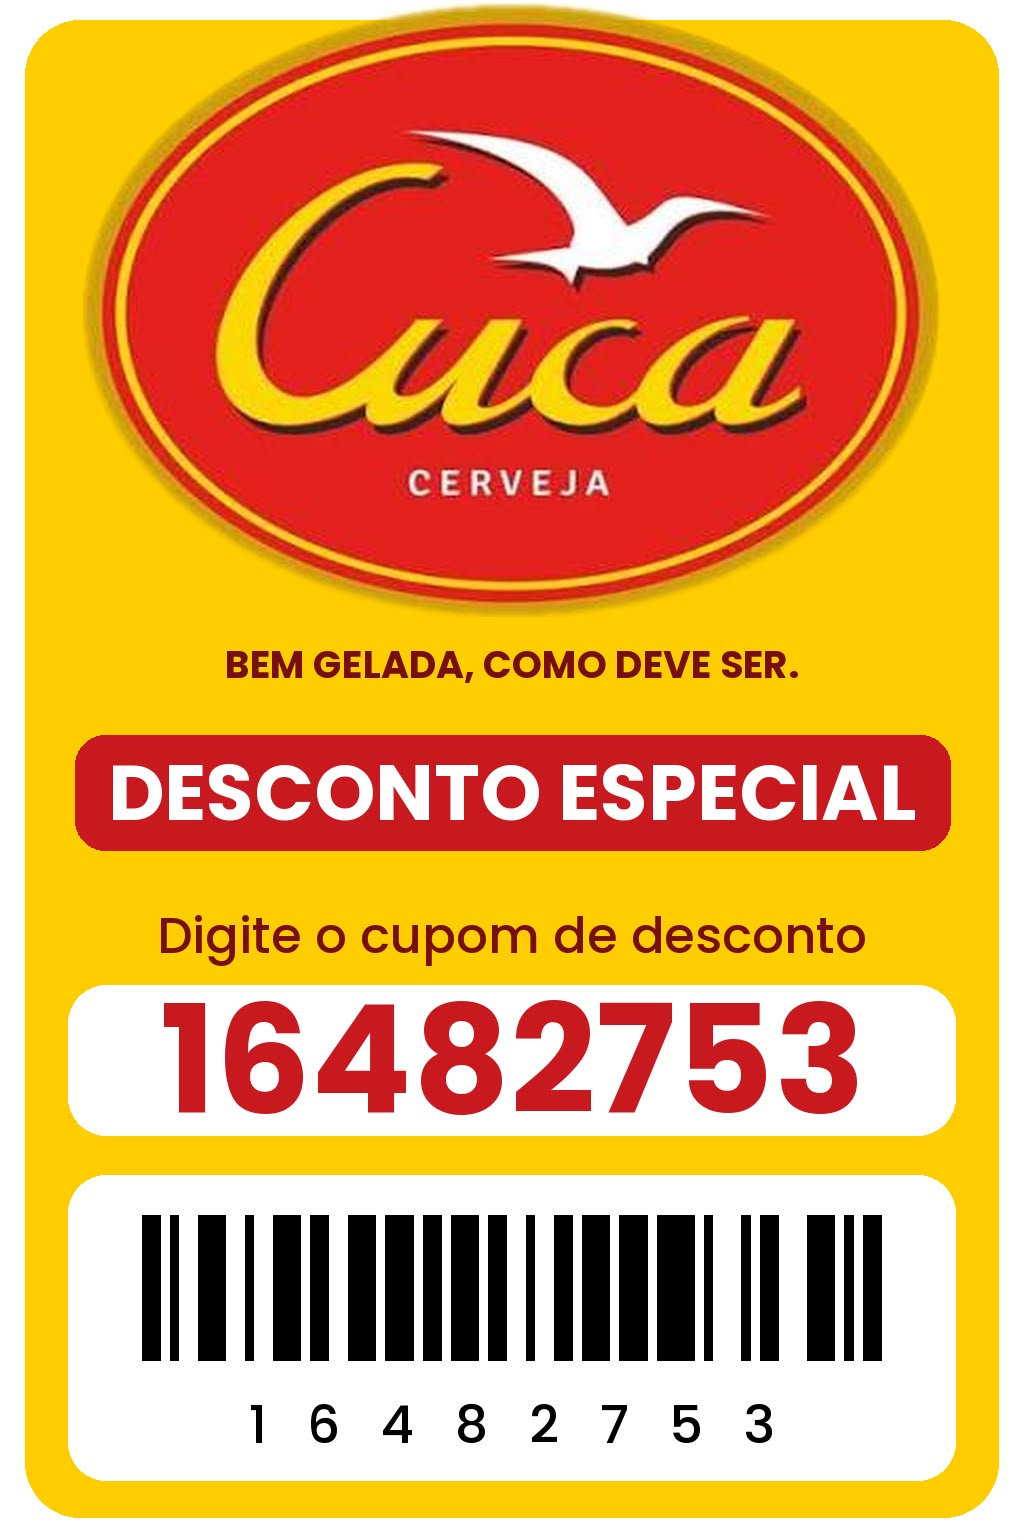 Cuca
CERVEJA
BEM GELADA, COMO DEVE SER.
DESCONTO ESPECIAL
Digite o cupom de desconto
16482753
1 6 4 8 2 7 5 3